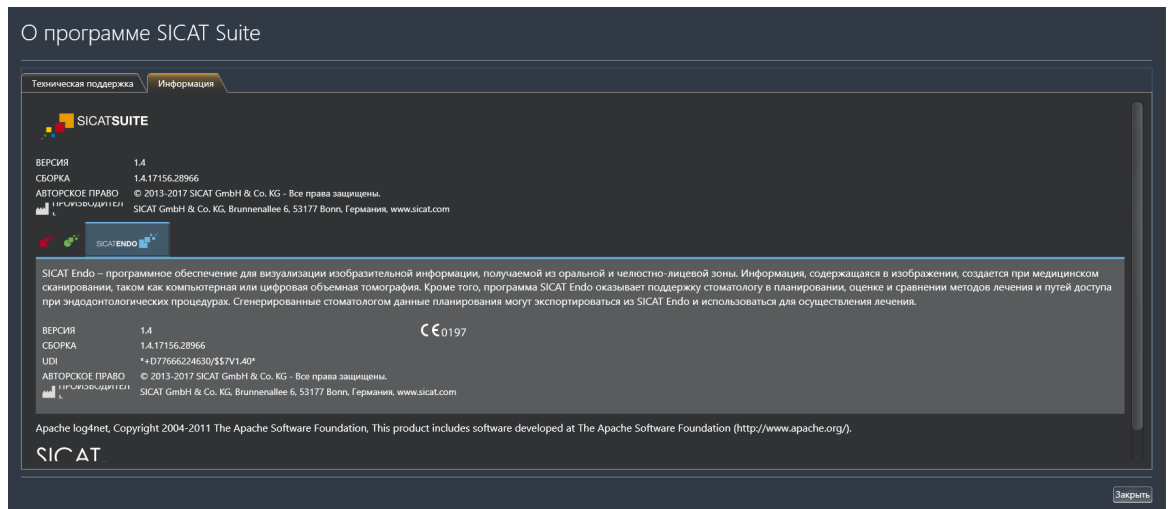 О программе SICAT Suite
Техническая поддержка Информация
SICATSUITE
ВЕРСИЯ 1.4
СБОРКА 1.4.17156.28966
АВТОРСКОЕ ПРАВО © 2013-2017 SICAT GmbH & Co. KG - Все права защищены.
ПРОИЗВОДИТЕЛ SICAT GmbH & Co. KG, Brunnenallee 6, 53177 Bonn, Германия, www.sicat.com
SICATENDO
SICAT Endo – программное обеспечение для визуализации изобразительной информации, получаемой из оральной и челюстно-лицевой зоны. Информация, содержащаяся в изображении, создается при медицинском
сканировании, таком как компьютерная или цифровая объемная томография. Кроме того, программа SICAT Endo оказывает поддержку стоматологу в планировании, оценке и сравнении методов лечения и путей доступа
при эндодонтологических процедурах. Сгенерированные стоматологом данные планирования могут экспортироваться из SICAT Endo и использоваться для осуществления лечения.
ВЕРСИЯ 1.4 CE 0197
СБОРКА 1.4.17156.28966
UDI *+D77666224630/$$7V1.40*
АВТОРСКОЕ ПРАВО © 2013-2017 SICAT GmbH & Co. KG - Все права защищены.
ПРОИЗВОДИТЕЛ SICAT GmbH & Co. KG, Brunnenallee 6, 53177 Bonn, Германия, www.sicat.com
Apache log4net, Copyright 2004-2011 The Apache Software Foundation, This product includes software developed at The Apache Software Foundation (http://www.apache.org/).
SICAT
Закрыть